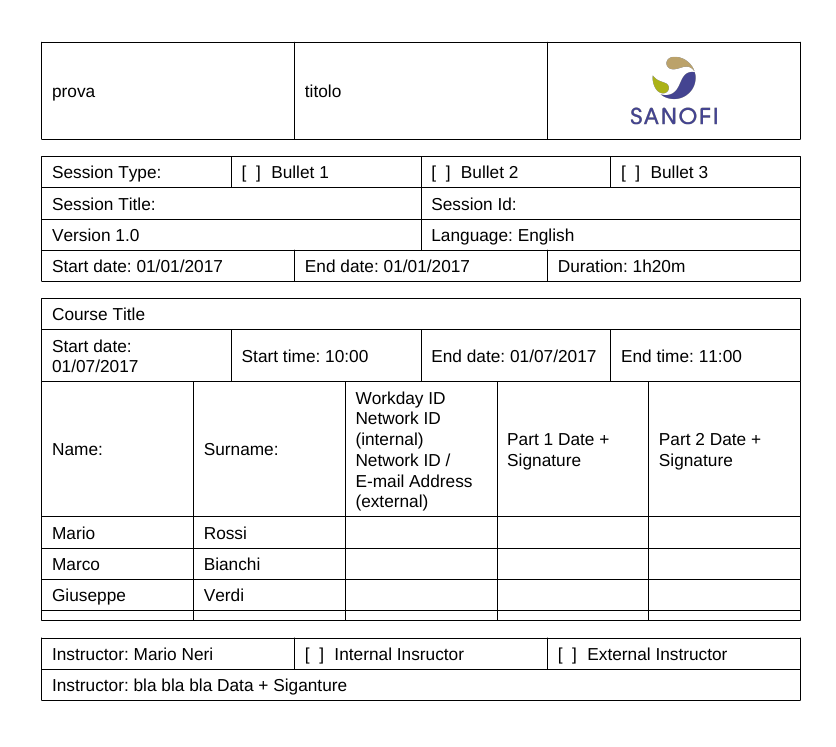 prova
titolo
SANOFI
Session Type:
[ ] Bullet 1
[ ] Bullet 2
[ ] Bullet 3
Session Title:
Session Id:
Version 1.0
Language: English
Start date: 01/01/2017
End date: 01/01/2017
Duration: 1h20m
Course Title
Start date:
01/07/2017
Start time: 10:00
End date: 01/07/2017
End time: 11:00
Name:
Surname:
Workday ID
Network ID
(internal)
Network ID /
E-mail Address
(external)
Part 1 Date +
Signature
Part 2 Date +
Signature
Mario
Rossi
Marco
Bianchi
Giuseppe
Verdi
Instructor: Mario Neri
[ ] Internal Insructor
[ ] External Instructor
Instructor: bla bla bla Data + Siganture